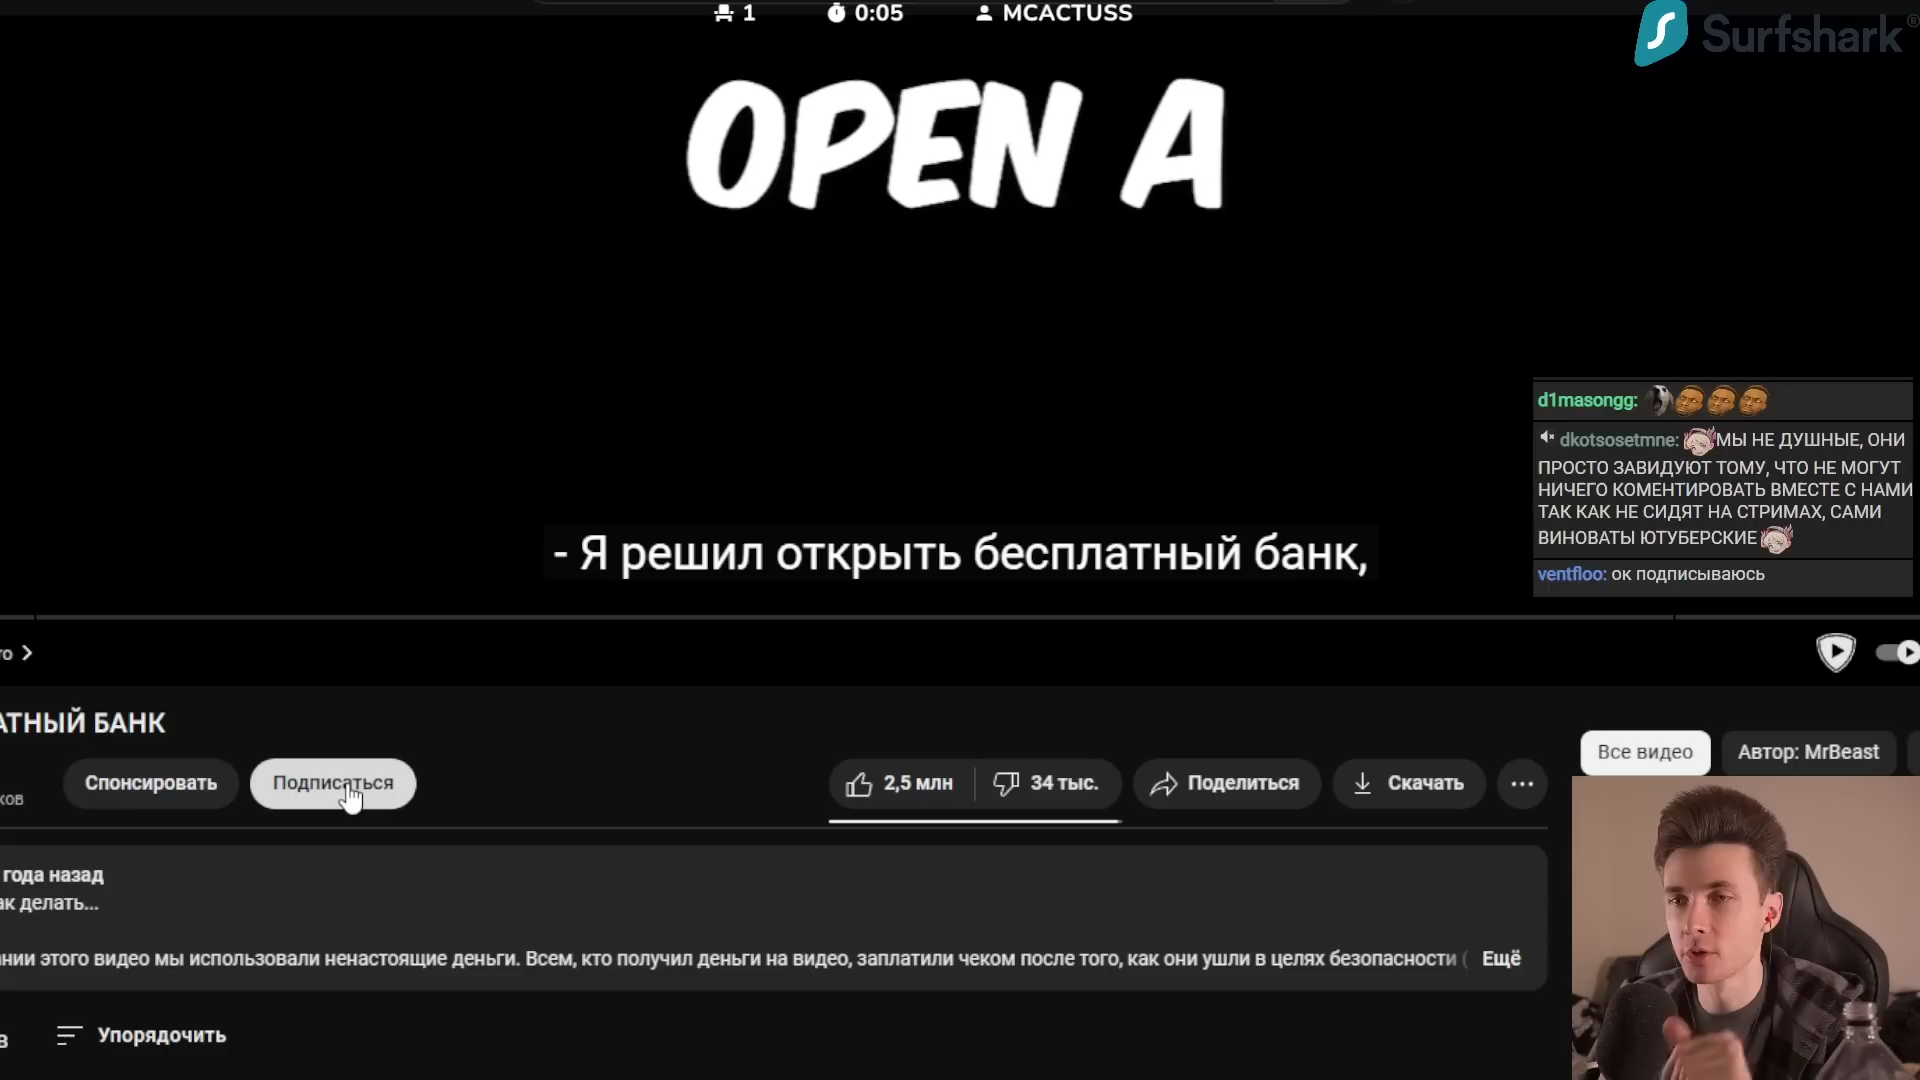 1 0:05 MCACTUSS
Surfshark®
OPEN A
d1masongg:
dkotsosetmne: МЫ НЕ ДУШНЫЕ, ОНИ
ПРОСТО ЗАВИДУЮТ ТОМУ, ЧТО НЕ МОГУТ
НИЧЕГО КОМЕНТИРОВАТЬ ВМЕСТЕ С НАМИ
ТАК КАК НЕ СИДЯТ НА СТРИМАХ, САМИ
ВИНОВАТЫ ЮТУБЕРСКИЕ
ventfloo: ок подписываюсь
- Я решил открыть бесплатный банк,
го
АТНЫЙ БАНК
ков
Спонсировать
Подписаться
2,5 млн
34 тыс.
Поделиться
Скачать
Все видео
Автор: MrBeast
года назад
ак делать...
нии этого видео мы использовали ненастоящие деньги. Всем, кто получил деньги на видео, заплатили чеком после того, как они ушли в целях безопасности ( Ещё
в
Упорядочить